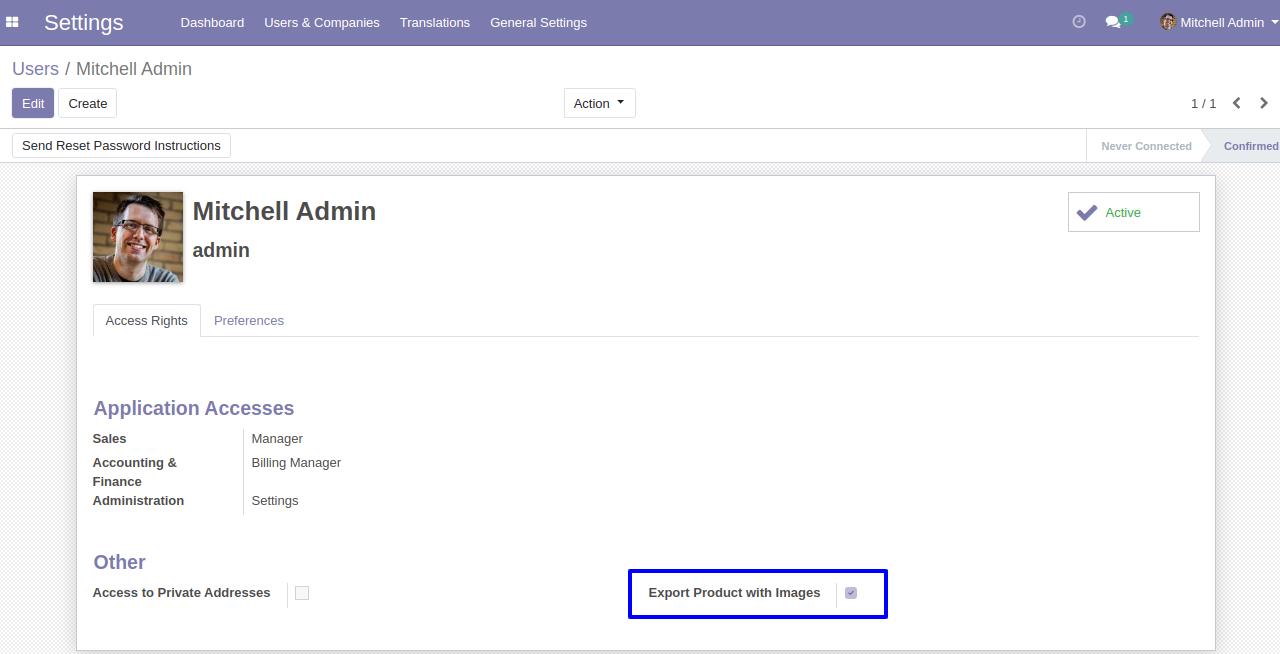 Settings Dashboard Users & Companies Translations General Settings 1 Mitchell Admin
Users / Mitchell Admin
Edit Create Action 1 / 1
Send Reset Password Instructions Never Connected Confirmed
Mitchell Admin
Active
admin
Access Rights Preferences
Application Accesses
Sales Manager
Accounting & Billing Manager
Finance
Administration Settings
Other
Access to Private Addresses Export Product with Images